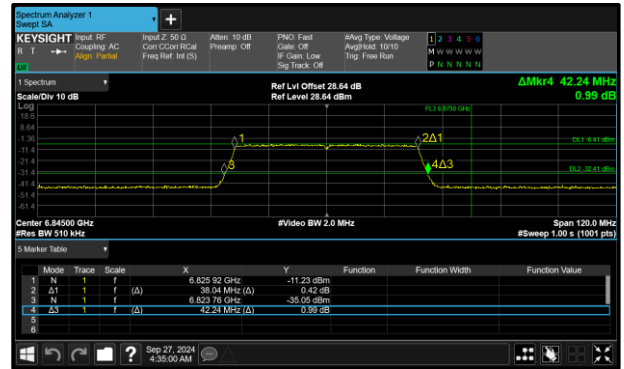 Spectrum Analyzer 1
Swept SA
+
KEYSIGHT Input: RF Input Z: 50 Ω Atten: 10 dB PNO: Fast #Avg Type: Voltage 1 2 3 4 5 6
R T Coupling: AC Corr CCorr RCal Preamp: Off Gate: Off Avg|Hold: 10/10 M W W W W W
Align: Partial Freq Ref: Int (S) IF Gain: Low Trig: Free Run
LXI Sig Track: Off P N N N N N
1 Spectrum Ref Lvl Offset 28.64 dB ΔMkr4 42.24 MHz
Scale/Div 10 dB Ref Level 28.64 dBm 0.99 dB
Log FL3 6.8750 GHz
18.6
8.64
-1.36 1 2Δ1 DL1 -6.41 dBm
-11.4
-21.4 3 4Δ3
-31.4 DL2 -32.41 dBm
-41.4
-51.4
-61.4
Center 6.84500 GHz #Video BW 2.0 MHz Span 120.0 MHz
#Res BW 510 kHz #Sweep 1.00 s (1001 pts)
5 Marker Table
Mode Trace Scale X Y Function Function Width Function Value
1 N 1 f 6.825 92 GHz -11.23 dBm
2 Δ1 1 f (Δ) 38.04 MHz (Δ) 0.42 dB
3 N 1 f 6.823 76 GHz -35.05 dBm
4 Δ3 1 f (Δ) 42.24 MHz (Δ) 0.99 dB
5
6
? Sep 27, 2024
4:35:00 AM